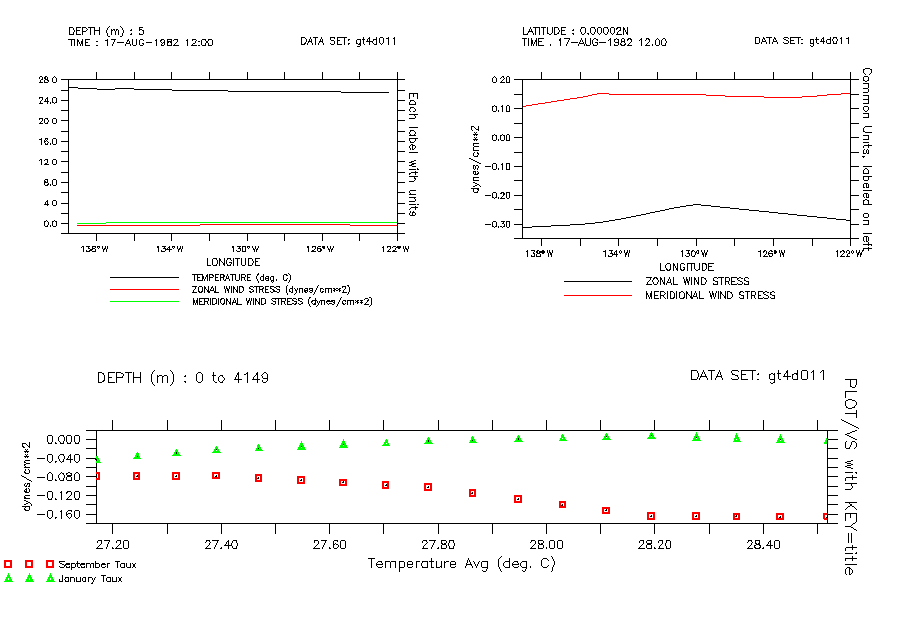 DEPTH (m) : 5
TIME : 17-AUG-1982 12:00
DATA SET: gt4d011
28.0
24.0
20.0
16.0
12.0
8.0
4.0
0.0
138°W
134°W
130°W
126°W
122°W
LONGITUDE
Each label with units
TEMPERATURE (deg. C)
ZONAL WIND STRESS (dynes/cm**2)
MERIDIONAL WIND STRESS (dynes/cm**2)
LATITUDE : 0.00002N
TIME . 17-AUG-1982 12.00
DATA SET: gt4d011
0.20
0.10
0.00
-0.10
-0.20
-0.30
dynes/cm**2
138°W
134°W
130°W
126°W
122°W
LONGITUDE
Common Units, labeled on left
ZONAL WIND STRESS
MERIDIONAL WIND STRESS
DEPTH (m) : 0 to 4149
DATA SET: gt4d011
0.000
-0.040
-0.080
-0.120
-0.160
dynes/cm**2
27.20
27.40
27.60
27.80
28.00
28.20
28.40
Temperature Avg (deg. C)
PLOT/VS with KEY=title
September Taux
January Taux